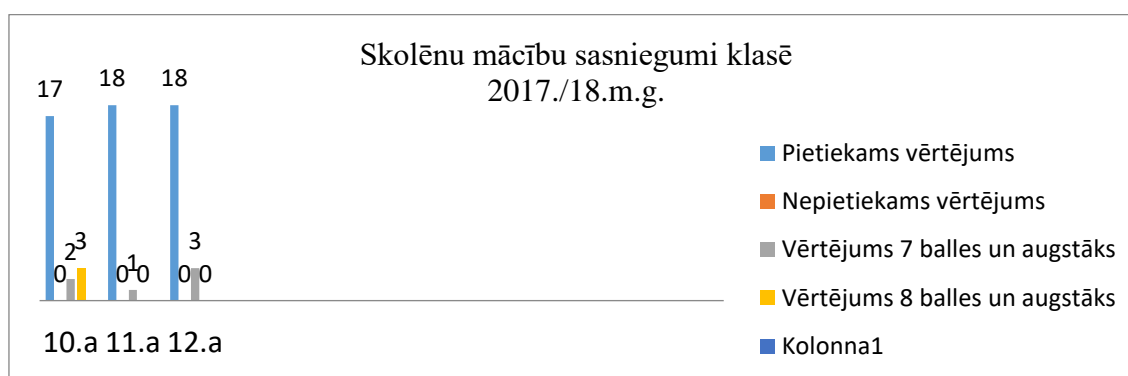 Skolēnu mācību sasniegumi klasē
2017./18.m.g.
17
18
18
0
2
3
0
1
0
0
3
0
10.a 11.a 12.a
Pietiekams vērtējums
Nepietiekams vērtējums
Vērtējums 7 balles un augstāks
Vērtējums 8 balles un augstāks
Kolonna1